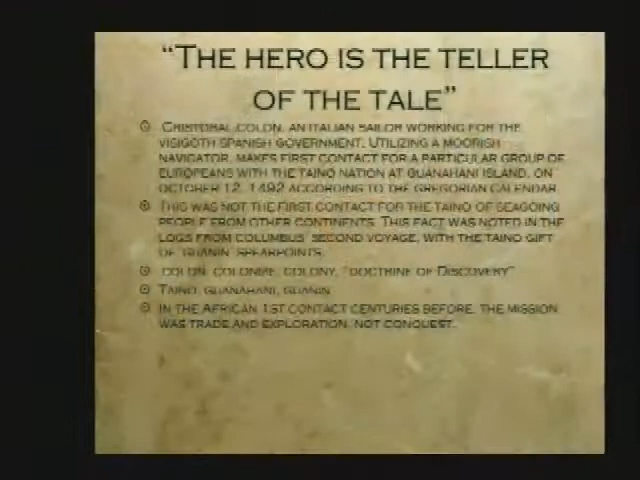 "THE HERO IS THE TELLER
OF THE TALE"
CRISTOBAL COLON, AN ITALIAN SAILOR WORKING FOR THE
VISIGOTH SPANISH GOVERNMENT, UTILIZING A MOORISH
NAVIGATOR, MAKES FIRST CONTACT FOR A PARTICULAR GROUP OF
EUROPEANS WITH THE TAINO NATION AT GUANAHANI ISLAND, ON
OCTOBER 12, 1492 ACCORDING TO THE GREGORIAN CALENDAR.
THIS WAS NOT THE FIRST CONTACT FOR THE TAINO OF SEAGOING
PEOPLE FROM OTHER CONTINENTS. THIS FACT WAS NOTED IN THE
LOGS FROM COLUMBUS' SECOND VOYAGE, WITH THE TAINO GIFT
OF "GUANIN" SPEARPOINTS.
COLON, COLONIZE, COLONY, "DOCTRINE OF DISCOVERY"
TAINO, GUANAHANI, GUANIN
IN THE AFRICAN 1ST CONTACT CENTURIES BEFORE, THE MISSION
WAS TRADE AND EXPLORATION, NOT CONQUEST.